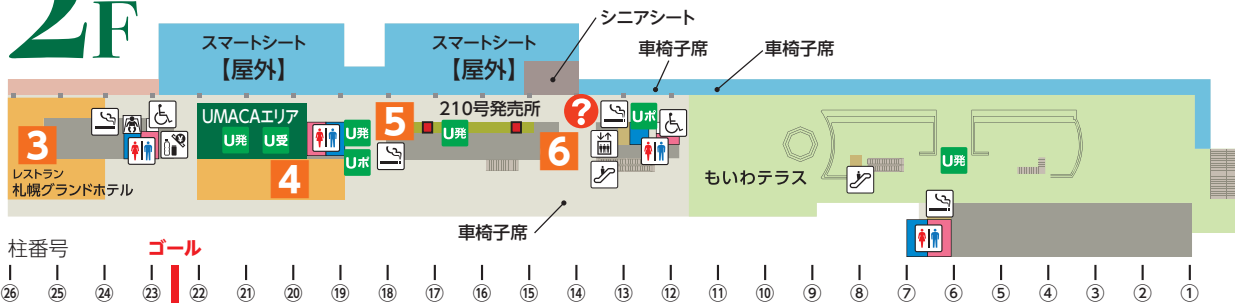 2F
シニアシート
スマートシート
【屋外】
スマートシート
【屋外】
車椅子席
車椅子席
UMACAエリア
U発
U受
U発
U発
U発
5
210号発売所
?
Uポ
Uポ
3
4
6
レストラン
札幌グランドホテル
もいわテラス
車椅子席
柱番号
ゴール
㉖ ㉕ ㉔ ㉓ ㉒ ㉑ ⑳ ⑲ ⑱ ⑰ ⑯ ⑮ ⑭ ⑬ ⑫ ⑪ ⑩ ⑨ ⑧ ⑦ ⑥ ⑤ ④ ③ ② ①